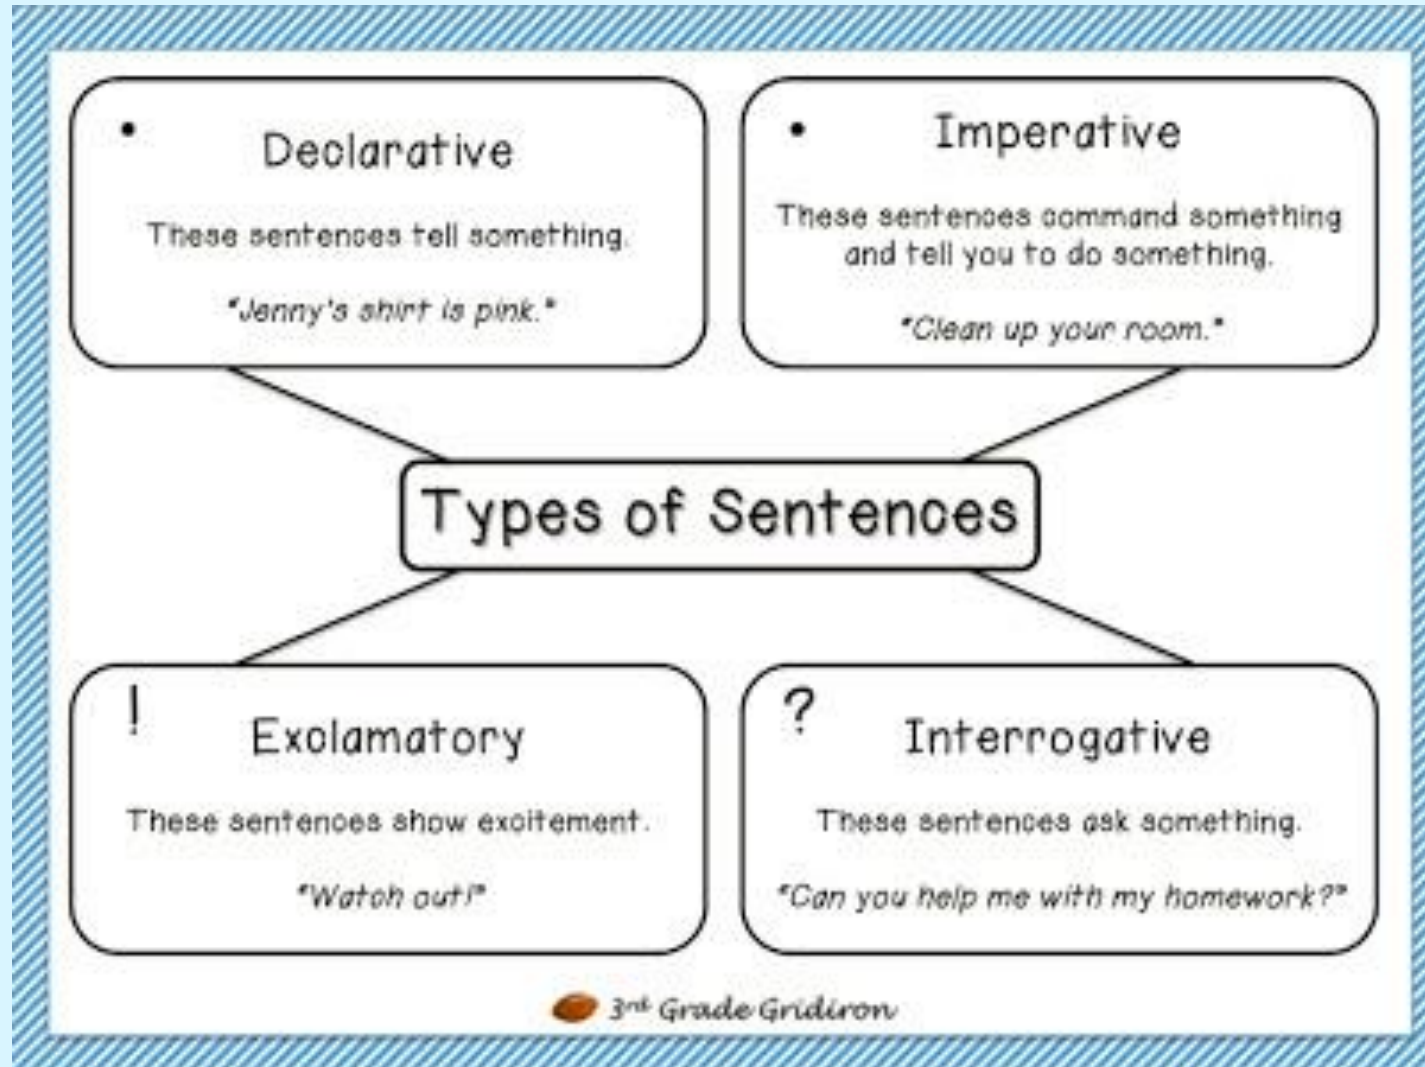 •
Declarative
These sentences tell something.
"Jenny's shirt is pink."
•
Imperative
These sentences command something
and tell you to do something.
"Clean up your room."
Types of Sentences
!
Exclamatory
These sentences show excitement.
"Watch out!"
?
Interrogative
These sentences ask something.
"Can you help me with my homework?"
3rd Grade Gridiron